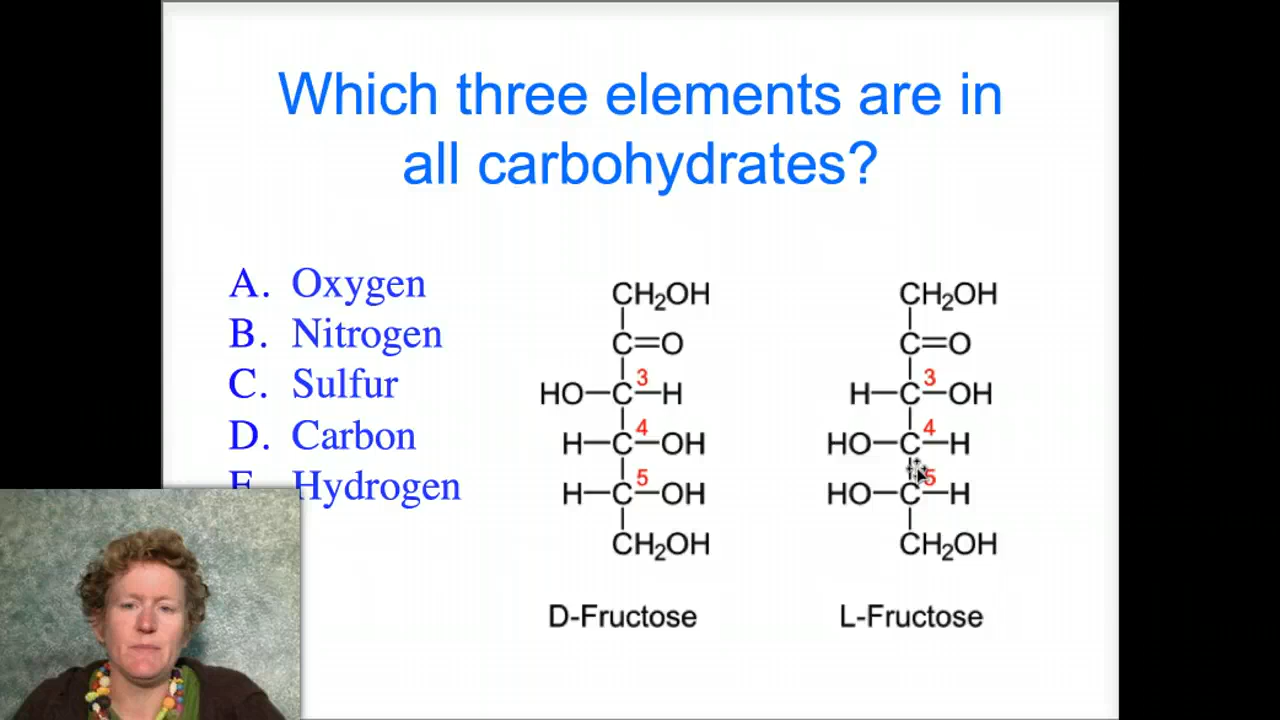 Which three elements are in
all carbohydrates?
A. Oxygen
B. Nitrogen
C. Sulfur
D. Carbon
E. Hydrogen
CH₂OH
C=O
3
HO–C–H
4
H–C–OH
5
H–C–OH
CH₂OH
D-Fructose
CH₂OH
C=O
3
H–C–OH
4
HO–C–H
5
HO–C–H
CH₂OH
L-Fructose